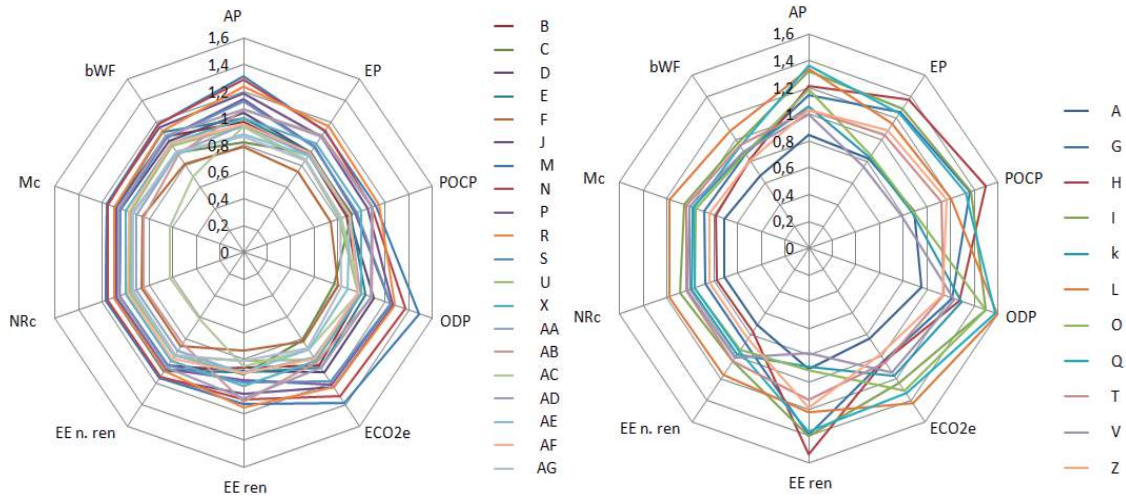 AP
1,6
1,4
1,2
1
0,8
0,6
0,4
0,2
0
EP
POCP
ODP
ECO2e
EE ren
EE n. ren
NRc
Mc
bWF
B
C
D
E
F
J
M
N
P
R
S
U
X
AA
AB
AC
AD
AE
AF
AG
AP
1,6
1,4
1,2
1
0,8
0,6
0,4
0,2
0
EP
POCP
ODP
ECO2e
EE ren
EE n. ren
NRc
Mc
bWF
A
G
H
I
k
L
O
Q
T
V
Z